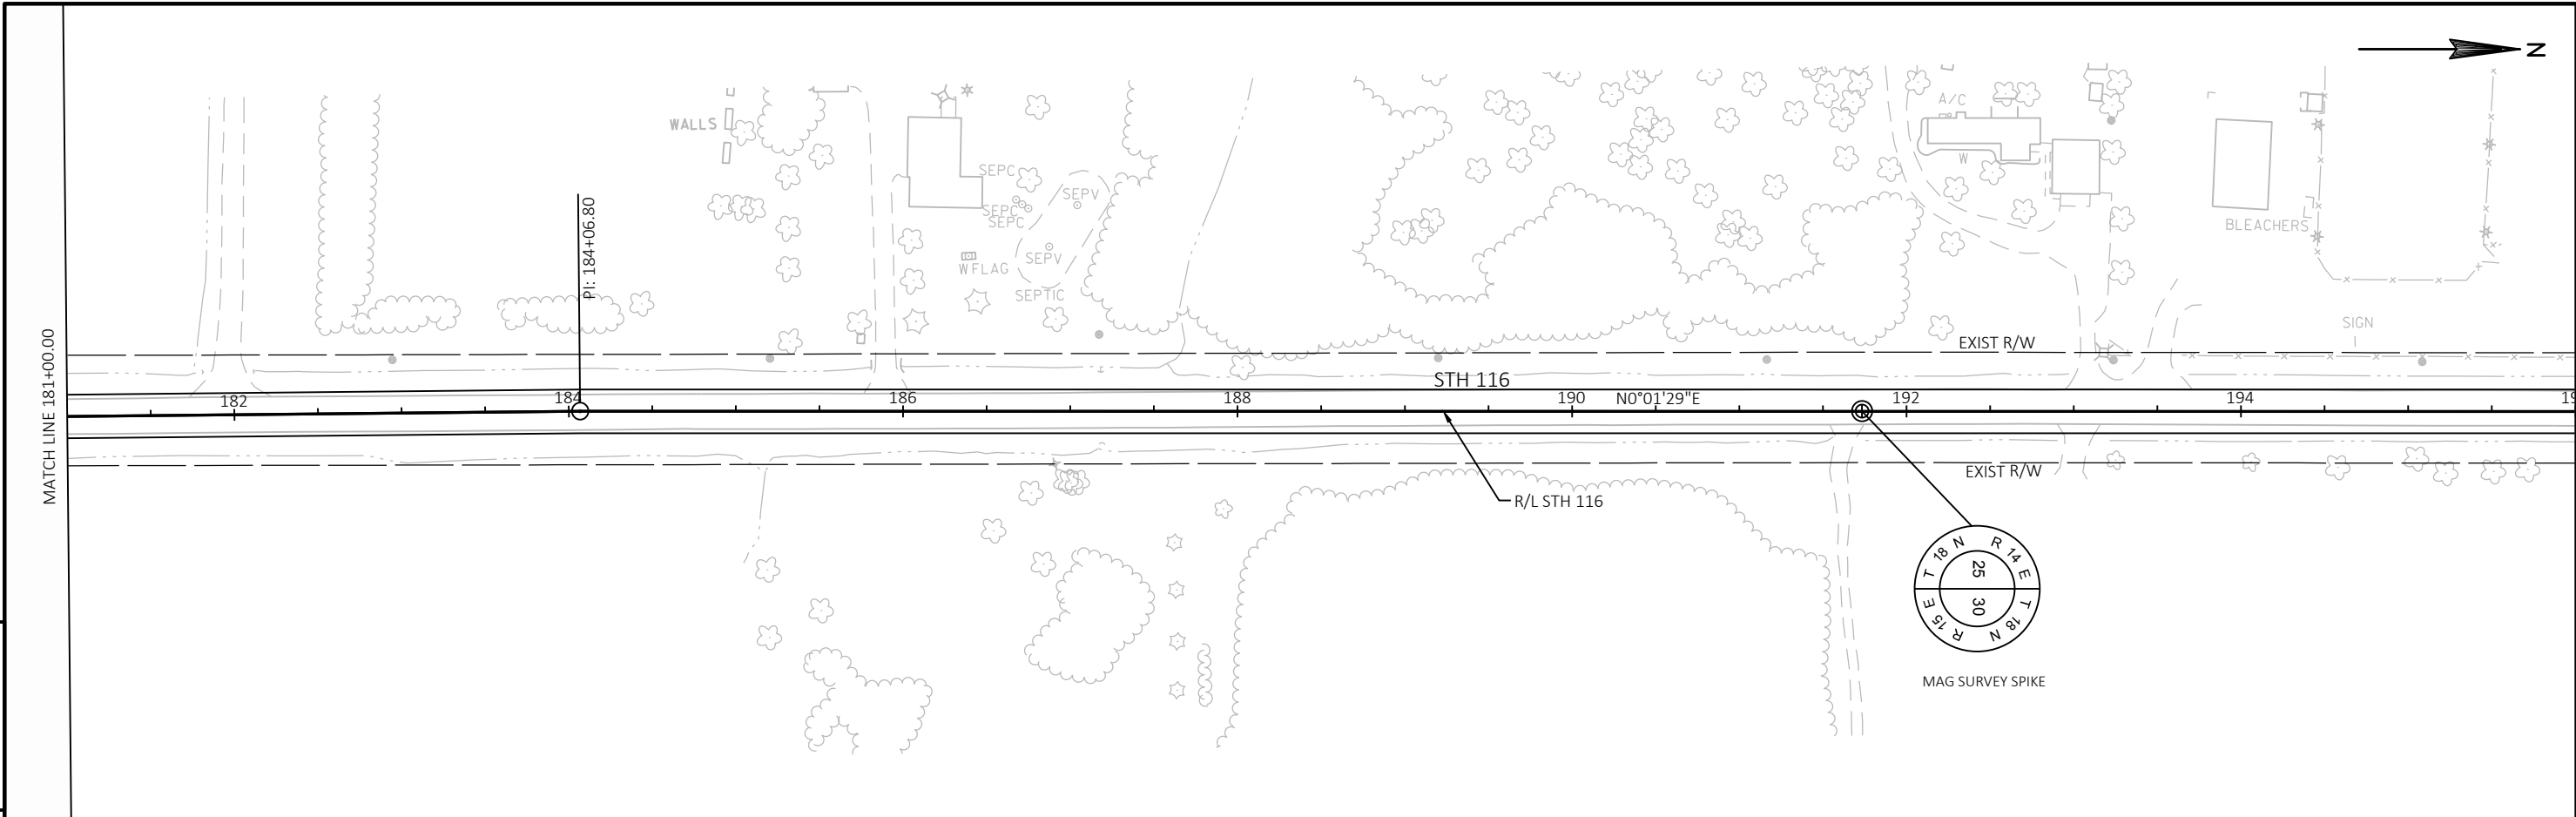 N
MATCH LINE 181+00.00
PI: 184+06.80
WALLS
SEPC
SEPC
SEPC
SEPV
SEPV
W FLAG
SEPTIC
A/C
W
BLEACHERS
SIGN
EXIST R/W
STH 116
182
184
186
188
190
N0°01'29"E
192
194
EXIST R/W
R/L STH 116
T 18 N R 14 E
25
30
T 18 N R 15 E
MAG SURVEY SPIKE